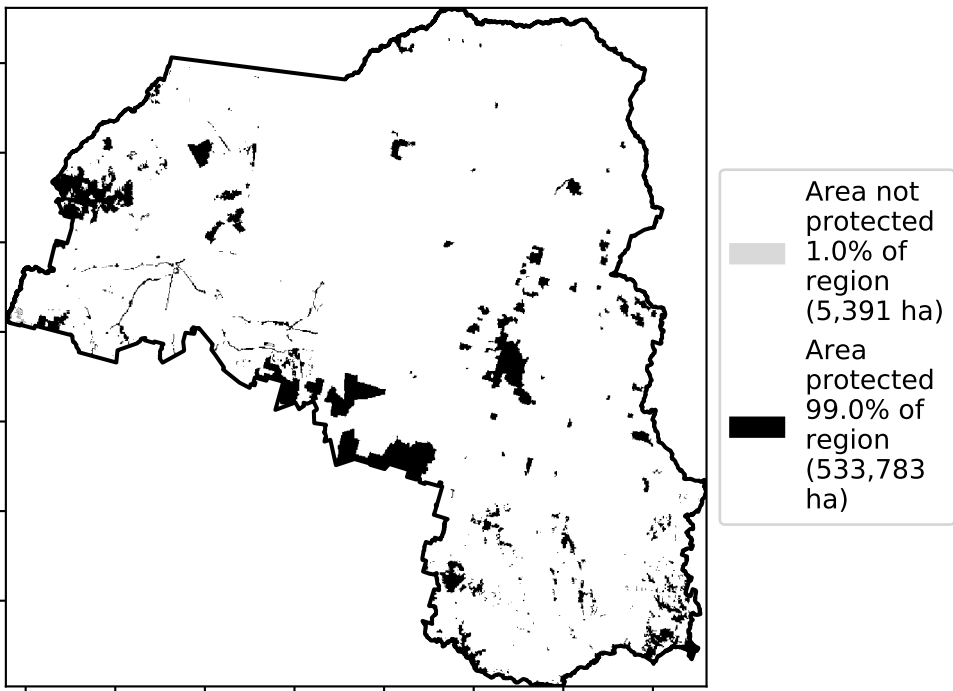 Area not
protected
1.0% of
region
(5,391 ha)
Area
protected
99.0% of
region
(533,783
ha)